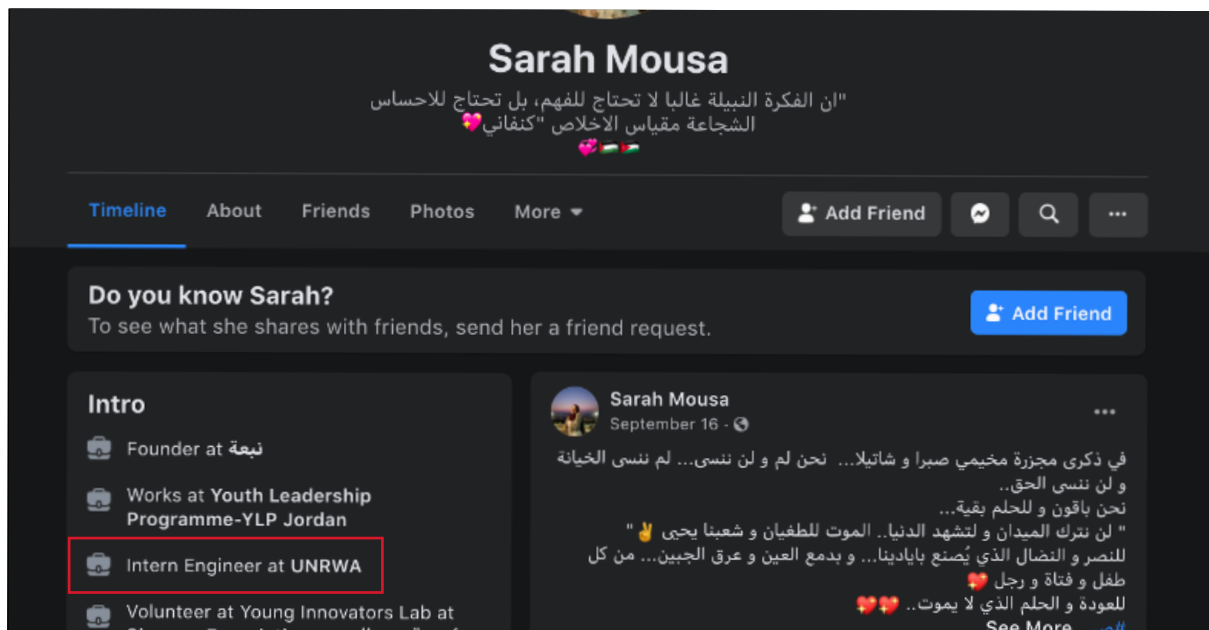 Sarah Mousa
"ان الفكرة النبيلة غالبا لا تحتاج للفهم، بل تحتاج للاحساس
الشجاعة مقياس الاخلاص "كنفاني💖
💞🇵🇸🇯🇴
Timeline
About
Friends
Photos
More
Add Friend
Do you know Sarah?
To see what she shares with friends, send her a friend request.
Add Friend
Intro
Founder at نبعة
Works at Youth Leadership
Programme-YLP Jordan
Intern Engineer at UNRWA
Volunteer at Young Innovators Lab at
Sarah Mousa
September 16 ·
في ذكرى مجزرة مخيمي صبرا و شاتيلا... نحن لم و لن ننسى... لم ننسى الخيانة
و لن ننسى الحق..
نحن باقون و للحلم بقية...
" لن نترك الميدان و لتشهد الدنيا.. الموت للطغيان و شعبنا يحيى ✌ "
للنصر و النضال الذي يُصنع بايادينا... و بدمع العين و عرق الجبين... من كل
طفل و فتاة و رجل 💖
للعودة و الحلم الذي لا يموت.. 💖💖
See More